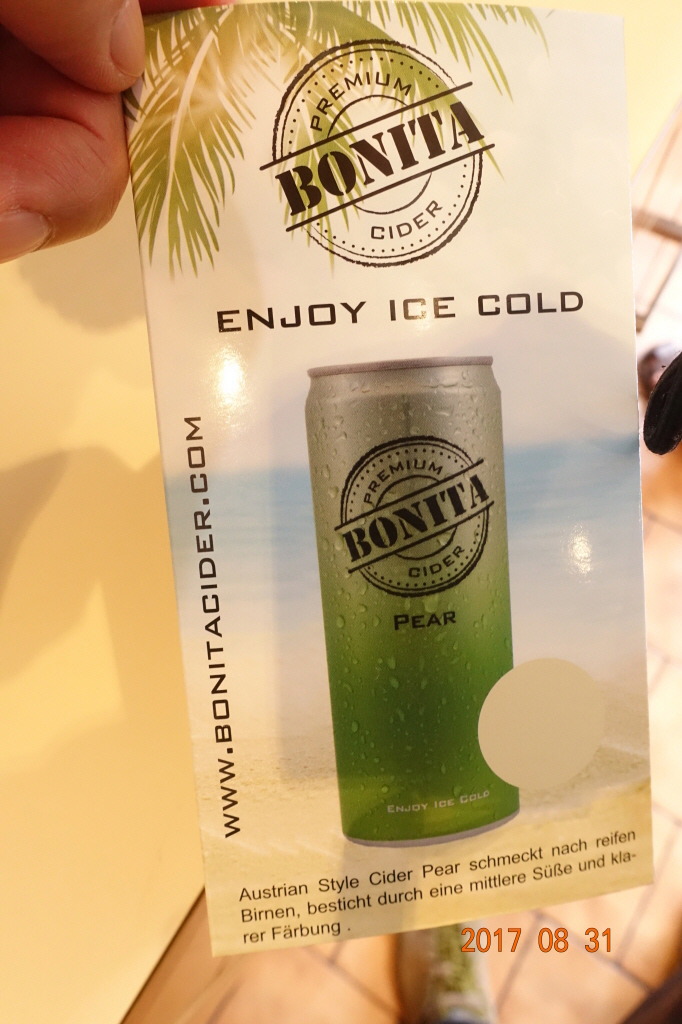 PREMIUM
BONITA
CIDER
ENJOY ICE COLD
WWW.BONITACIDER.COM
PREMIUM
BONITA
CIDER
PEAR
ENJOY ICE COLD
Austrian Style Cider Pear schmeckt nach reifen
Birnen, besticht durch eine mittlere Süße und kla-
rer Färbung .
2017 08 31